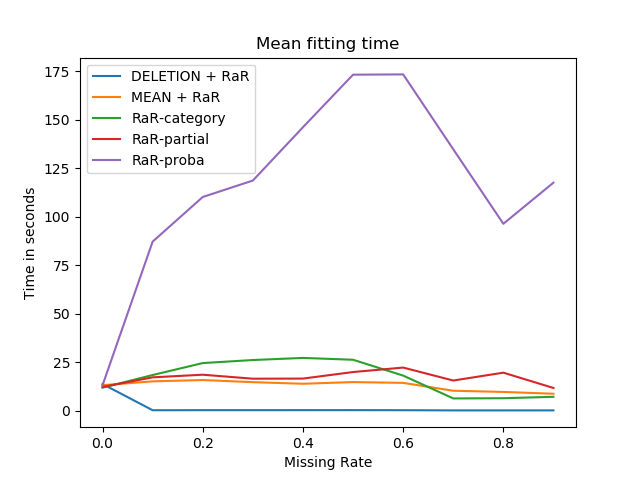 Mean fitting time
DELETION + RaR
MEAN + RaR
RaR-category
RaR-partial
RaR-proba
Time in seconds
175
150
125
100
75
50
25
0
0.0 0.2 0.4 0.6 0.8
Missing Rate